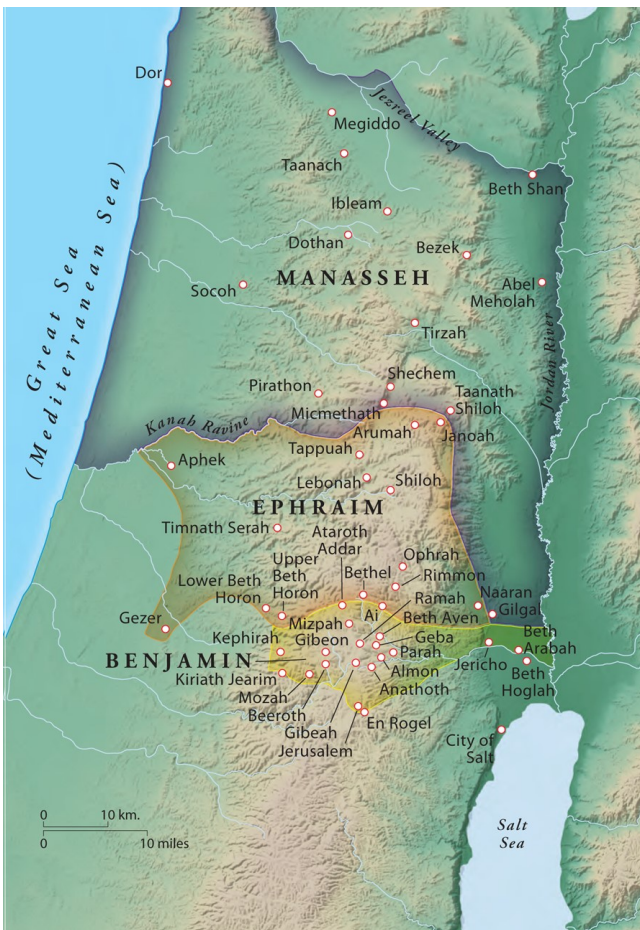 Dor
Jezreel Valley
Megiddo
Taanach
Beth Shan
Ibleam
Dothan
Bezek
Great Sea
(Mediterranean Sea)
MANASSEH
Socoh
Abel
Meholah
Tirzah
Jordan River
Shechem
Pirathon
Taanath
Shiloh
Micmethath
Kanah Ravine
Arumah
Janoah
Tappuah
Aphek
Lebonah
Shiloh
EPHRAIM
Timnath Serah
Ataroth
Addar
Upper
Beth
Horon
Ophrah
Bethel
Rimmon
Lower Beth
Horon
Ramah
Naaran
Gilgal
Ai
Beth Aven
Gezer
Mizpah
Kephirah
Gibeon
Geba
Beth
Arabah
Parah
BENJAMIN
Jericho
Almon
Kiriath Jearim
Beth
Hoglah
Anathoth
Mozah
Beeroth
En Rogel
Gibeah
Jerusalem
City of
Salt
0 10 km.
0 10 miles
Salt
Sea